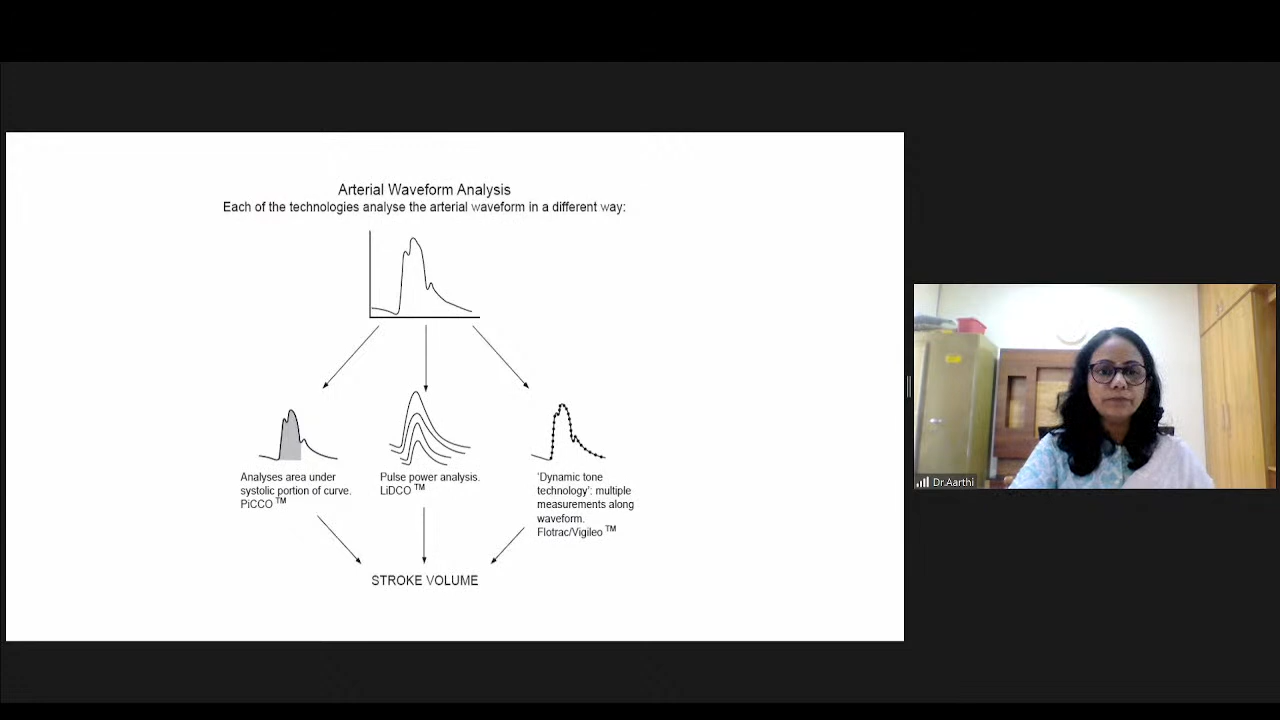 Arterial Waveform Analysis
Each of the technologies analyse the arterial waveform in a different way:
Analyses area under
systolic portion of curve.
PiCCO TM
Pulse power analysis.
LiDCO TM
'Dynamic tone
technology': multiple
measurements along
waveform.
Flotrac/Vigileo TM
STROKE VOLUME
Dr.Aarthi